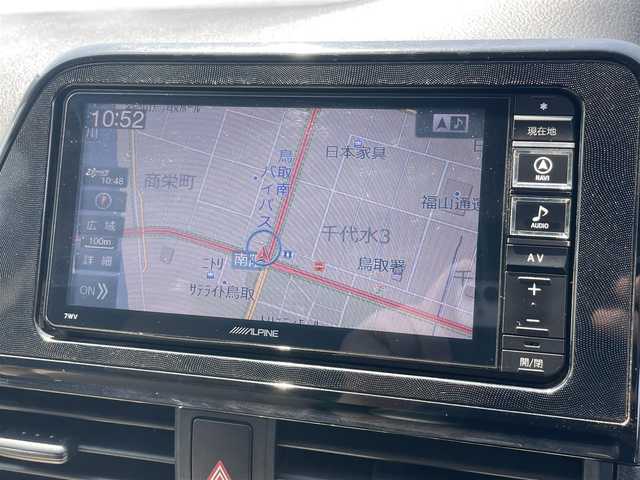 10:52
日本具家
商栄町
鳥取南
バイパス
10:48
福山通運
広域
100m
千代水3
詳細
南隈
ニトリ
鳥取署
千
サテライト鳥取
ON
7WV
ALPINE
現在地
NAVI
AUDIO
AV
+
-
開/閉